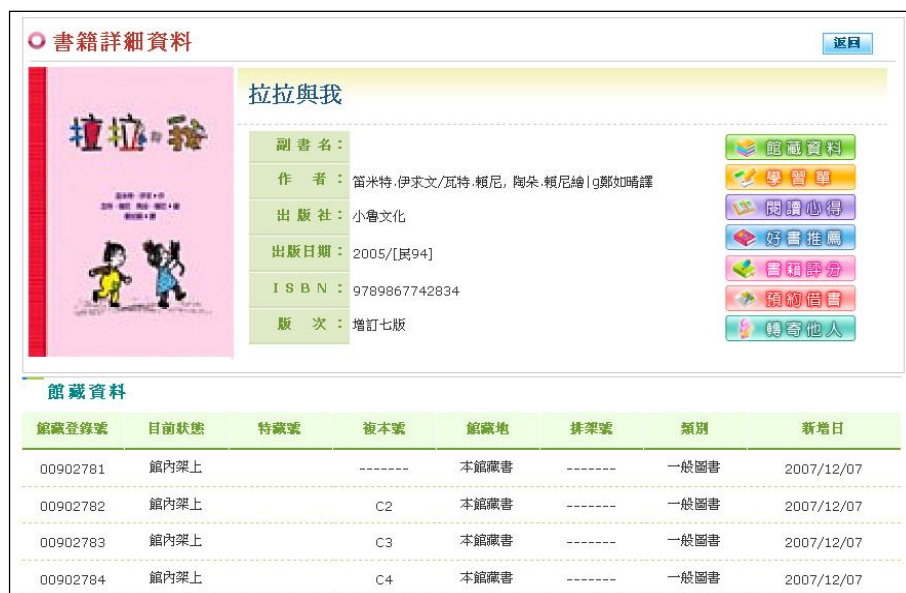 書籍詳細資料
返回
拉拉與我
拉拉與我
副書名：
作 者：笛米特.伊求文/瓦特.賴尼, 陶朵.賴尼繪|g鄭如晴譯
出版社：小魯文化
出版日期：2005/[民94]
ISBN：9789867742834
版 次：增訂七版
館藏資料
學習單
閱讀心得
好書推薦
書籍評分
預約借書
轉寄他人
館藏資料
館藏登錄號 目前狀態 特藏號 複本號 館藏地 排架號 類別 新增日
00902781 館內架上 ------- 本館藏書 ------- 一般圖書 2007/12/07
00902782 館內架上 C2 本館藏書 ------- 一般圖書 2007/12/07
00902783 館內架上 C3 本館藏書 ------- 一般圖書 2007/12/07
00902784 館內架上 C4 本館藏書 ------- 一般圖書 2007/12/07